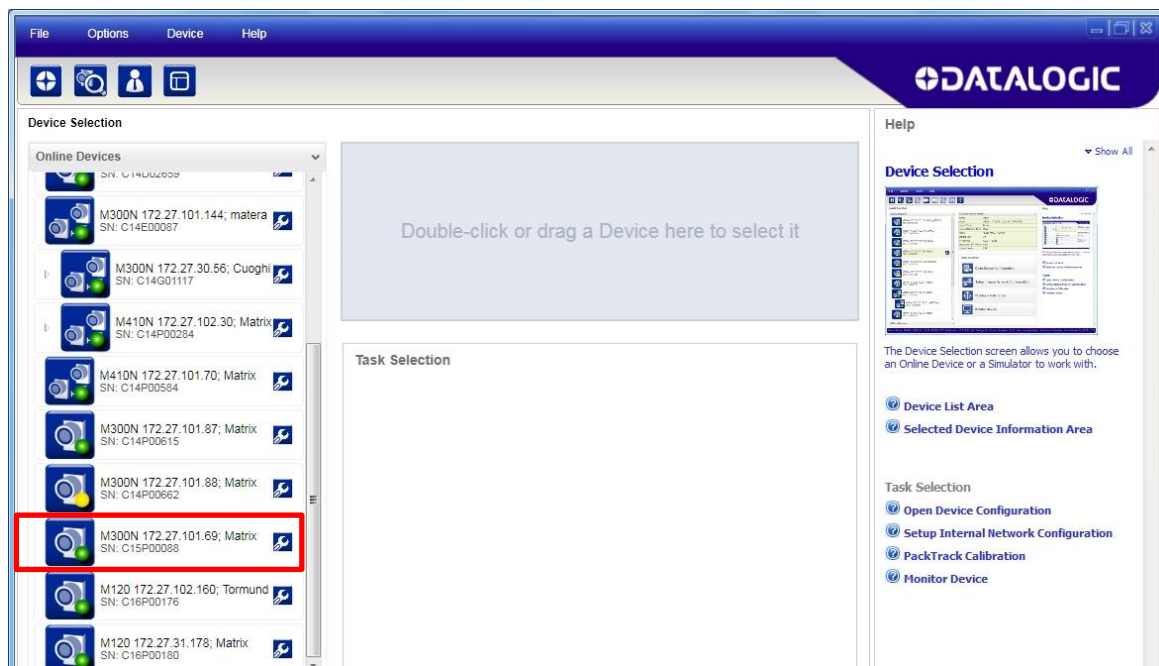 File Options Device Help
DATALOGIC
Device Selection
Online Devices
SN: C14D02659
M300N 172.27.101.144; matera
SN: C14E00087
M300N 172.27.30.56; Cuoghi
SN: C14G01117
M410N 172.27.102.30; Matrix
SN: C14P00284
M410N 172.27.101.70; Matrix
SN: C14P00584
M300N 172.27.101.87; Matrix
SN: C14P00615
M300N 172.27.101.88; Matrix
SN: C14P00662
M300N 172.27.101.69; Matrix
SN: C15P00088
M120 172.27.102.160; Tormund
SN: C16P00176
M120 172.27.31.178; Matrix
SN: C16P00180
Double-click or drag a Device here to select it
Task Selection
Help
Show All
Device Selection
DATALOGIC
The Device Selection screen allows you to choose
an Online Device or a Simulator to work with.
Device List Area
Selected Device Information Area
Task Selection
Open Device Configuration
Setup Internal Network Configuration
PackTrack Calibration
Monitor Device